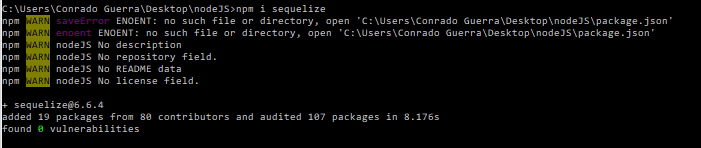 C:\Users\Conrado Guerra\Desktop\nodeJS>npm i sequelize
npm WARN saveError ENOENT: no such file or directory, open 'C:\Users\Conrado Guerra\Desktop\nodeJS\package.json'
npm WARN enoent ENOENT: no such file or directory, open 'C:\Users\Conrado Guerra\Desktop\nodeJS\package.json'
npm WARN nodeJS No description
npm WARN nodeJS No repository field.
npm WARN nodeJS No README data
npm WARN nodeJS No license field.
+ sequelize@6.6.4
added 19 packages from 80 contributors and audited 107 packages in 8.176s
found 0 vulnerabilities